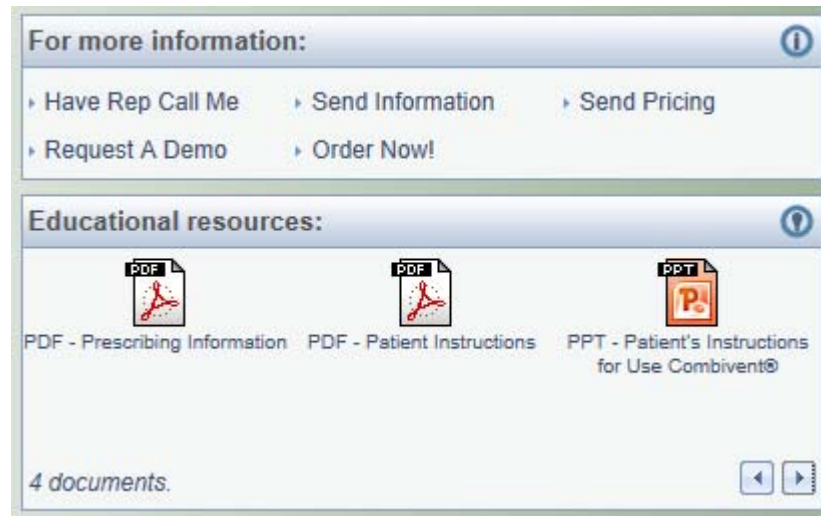 For more information:
Have Rep Call Me Send Information Send Pricing
Request A Demo Order Now!
Educational resources:
PDF PDF PPT
PDF - Prescribing Information PDF - Patient Instructions PPT - Patient's Instructions
for Use Combivent®
4 documents.